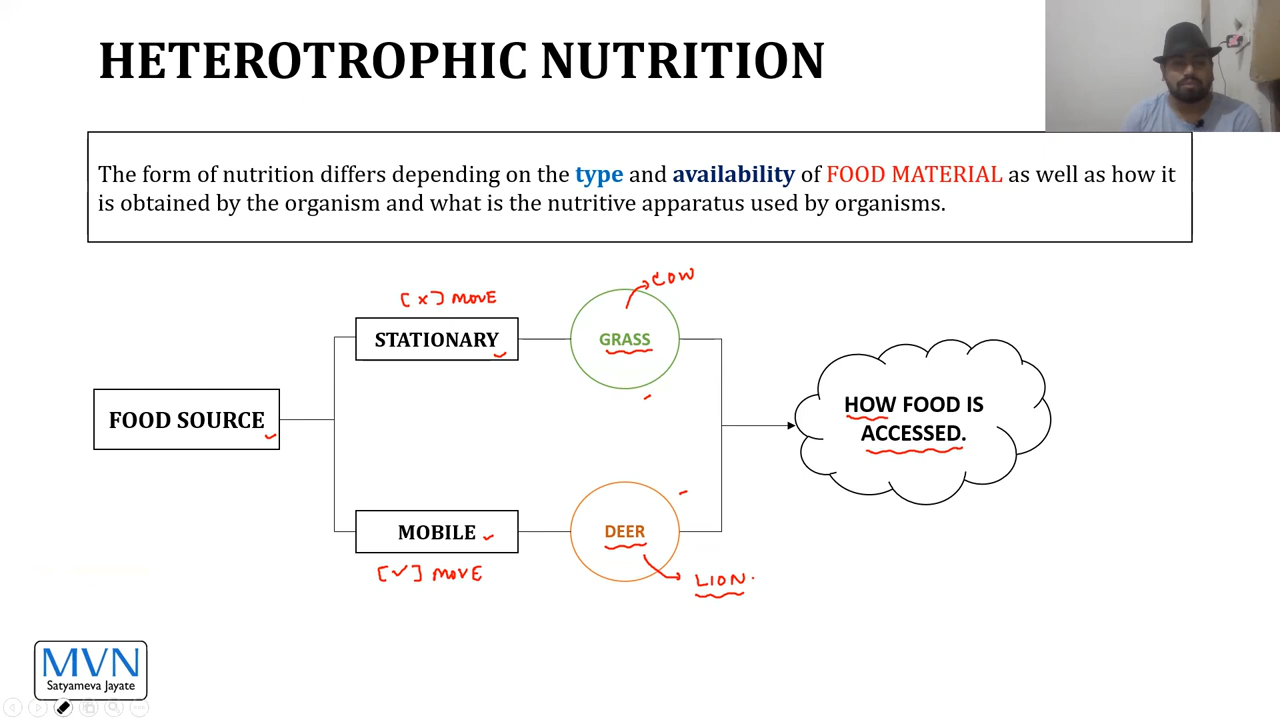 HETEROTROPHIC NUTRITION
The form of nutrition differs depending on the type and availability of FOOD MATERIAL as well as how it
is obtained by the organism and what is the nutritive apparatus used by organisms.
[×] MOVE
COW
STATIONARY
GRASS
FOOD SOURCE
HOW FOOD IS
ACCESSED.
MOBILE
DEER
[✓] MOVE
LION.
MVN
Satyameva Jayate